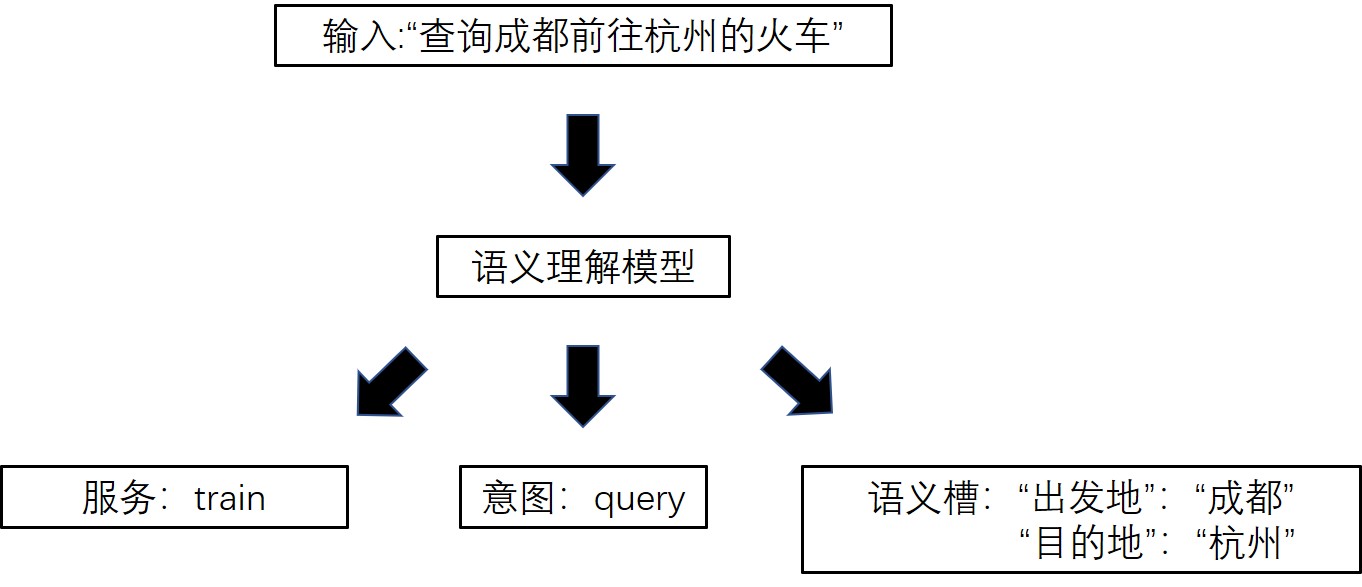 输入:“查询成都前往杭州的火车”
语义理解模型
服务：train
意图：query
语义槽：“出发地”：“成都”
“目的地”：“杭州”